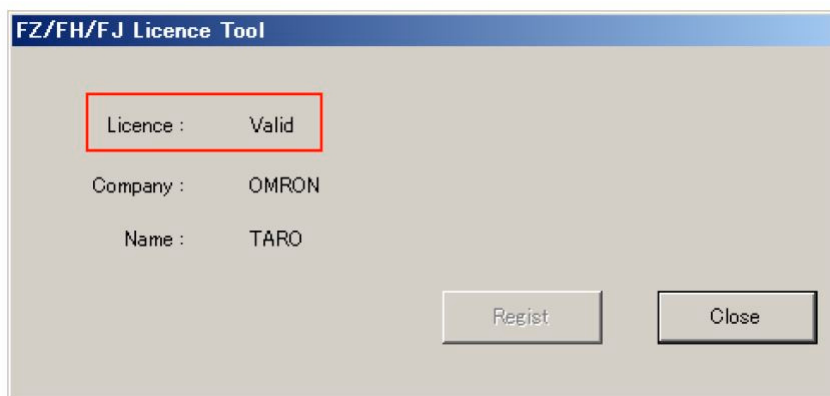 FZ/FH/FJ Licence Tool
Licence : Valid
Company : OMRON
Name : TARO
Regist Close